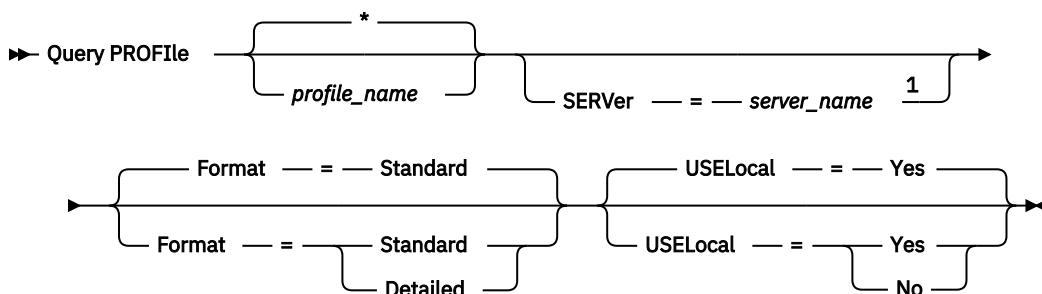 *
Query PROFIle
profile_name
SERVer = server_name 1
Format = Standard USELocal = Yes
Format = Standard USELocal = Yes
Detailed No